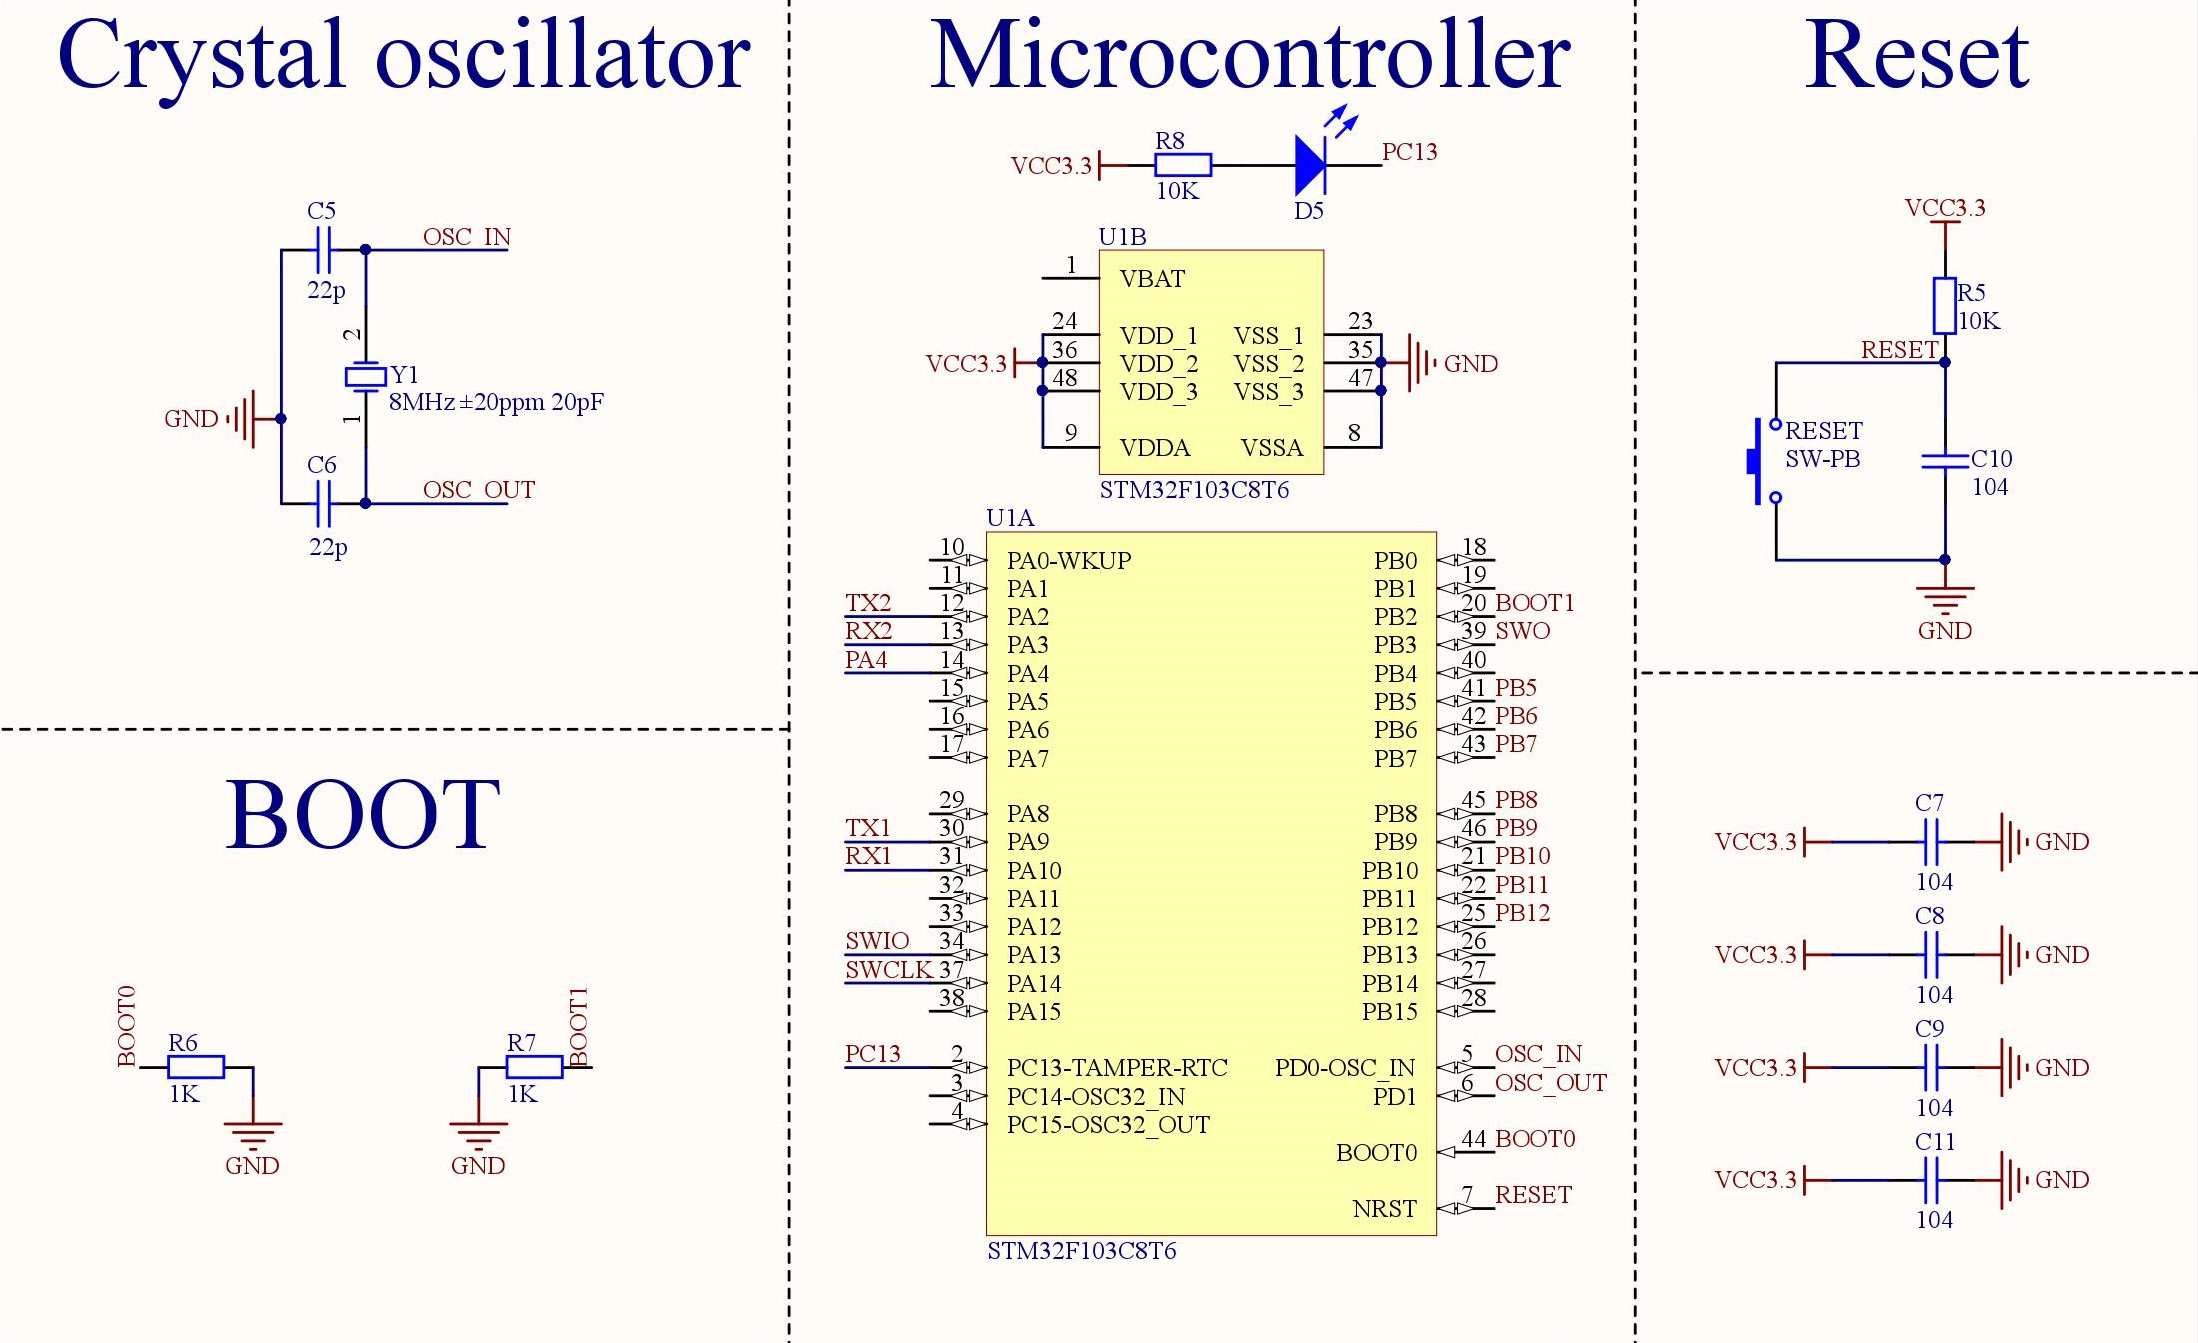 Crystal oscillator
C5
OSC_IN
22p
2
Y1
8MHz ±20ppm 20pF
1
GND
C6
OSC_OUT
22p
BOOT
BOOT0
R6
1K
GND
R7
BOOT1
1K
GND
Microcontroller
VCC3.3
R8
10K
D5
PC13
U1B
1 VBAT
24 VDD_1 VSS_1 23
VCC3.3 36 VDD_2 VSS_2 35 GND
48 VDD_3 VSS_3 47
9 VDDA VSSA 8
STM32F103C8T6
U1A
10 PA0-WKUP PB0 18
11 PA1 PB1 19
TX2 12 PA2 PB2 20 BOOT1
RX2 13 PA3 PB3 39 SWO
PA4 14 PA4 PB4 40
15 PA5 PB5 41 PB5
16 PA6 PB6 42 PB6
17 PA7 PB7 43 PB7
29 PA8 PB8 45 PB8
TX1 30 PA9 PB9 46 PB9
RX1 31 PA10 PB10 21 PB10
32 PA11 PB11 22 PB11
33 PA12 PB12 25 PB12
SWIO 34 PA13 PB13 26
SWCLK 37 PA14 PB14 27
38 PA15 PB15 28
PC13 2 PC13-TAMPER-RTC PD0-OSC_IN 5 OSC_IN
3 PC14-OSC32_IN PD1 6 OSC_OUT
4 PC15-OSC32_OUT
BOOT0 44 BOOT0
NRST 7 RESET
STM32F103C8T6
Reset
VCC3.3
R5
10K
RESET
RESET
SW-PB
C10
104
GND
C7
VCC3.3 GND
104
C8
VCC3.3 GND
104
C9
VCC3.3 GND
104
C11
VCC3.3 GND
104